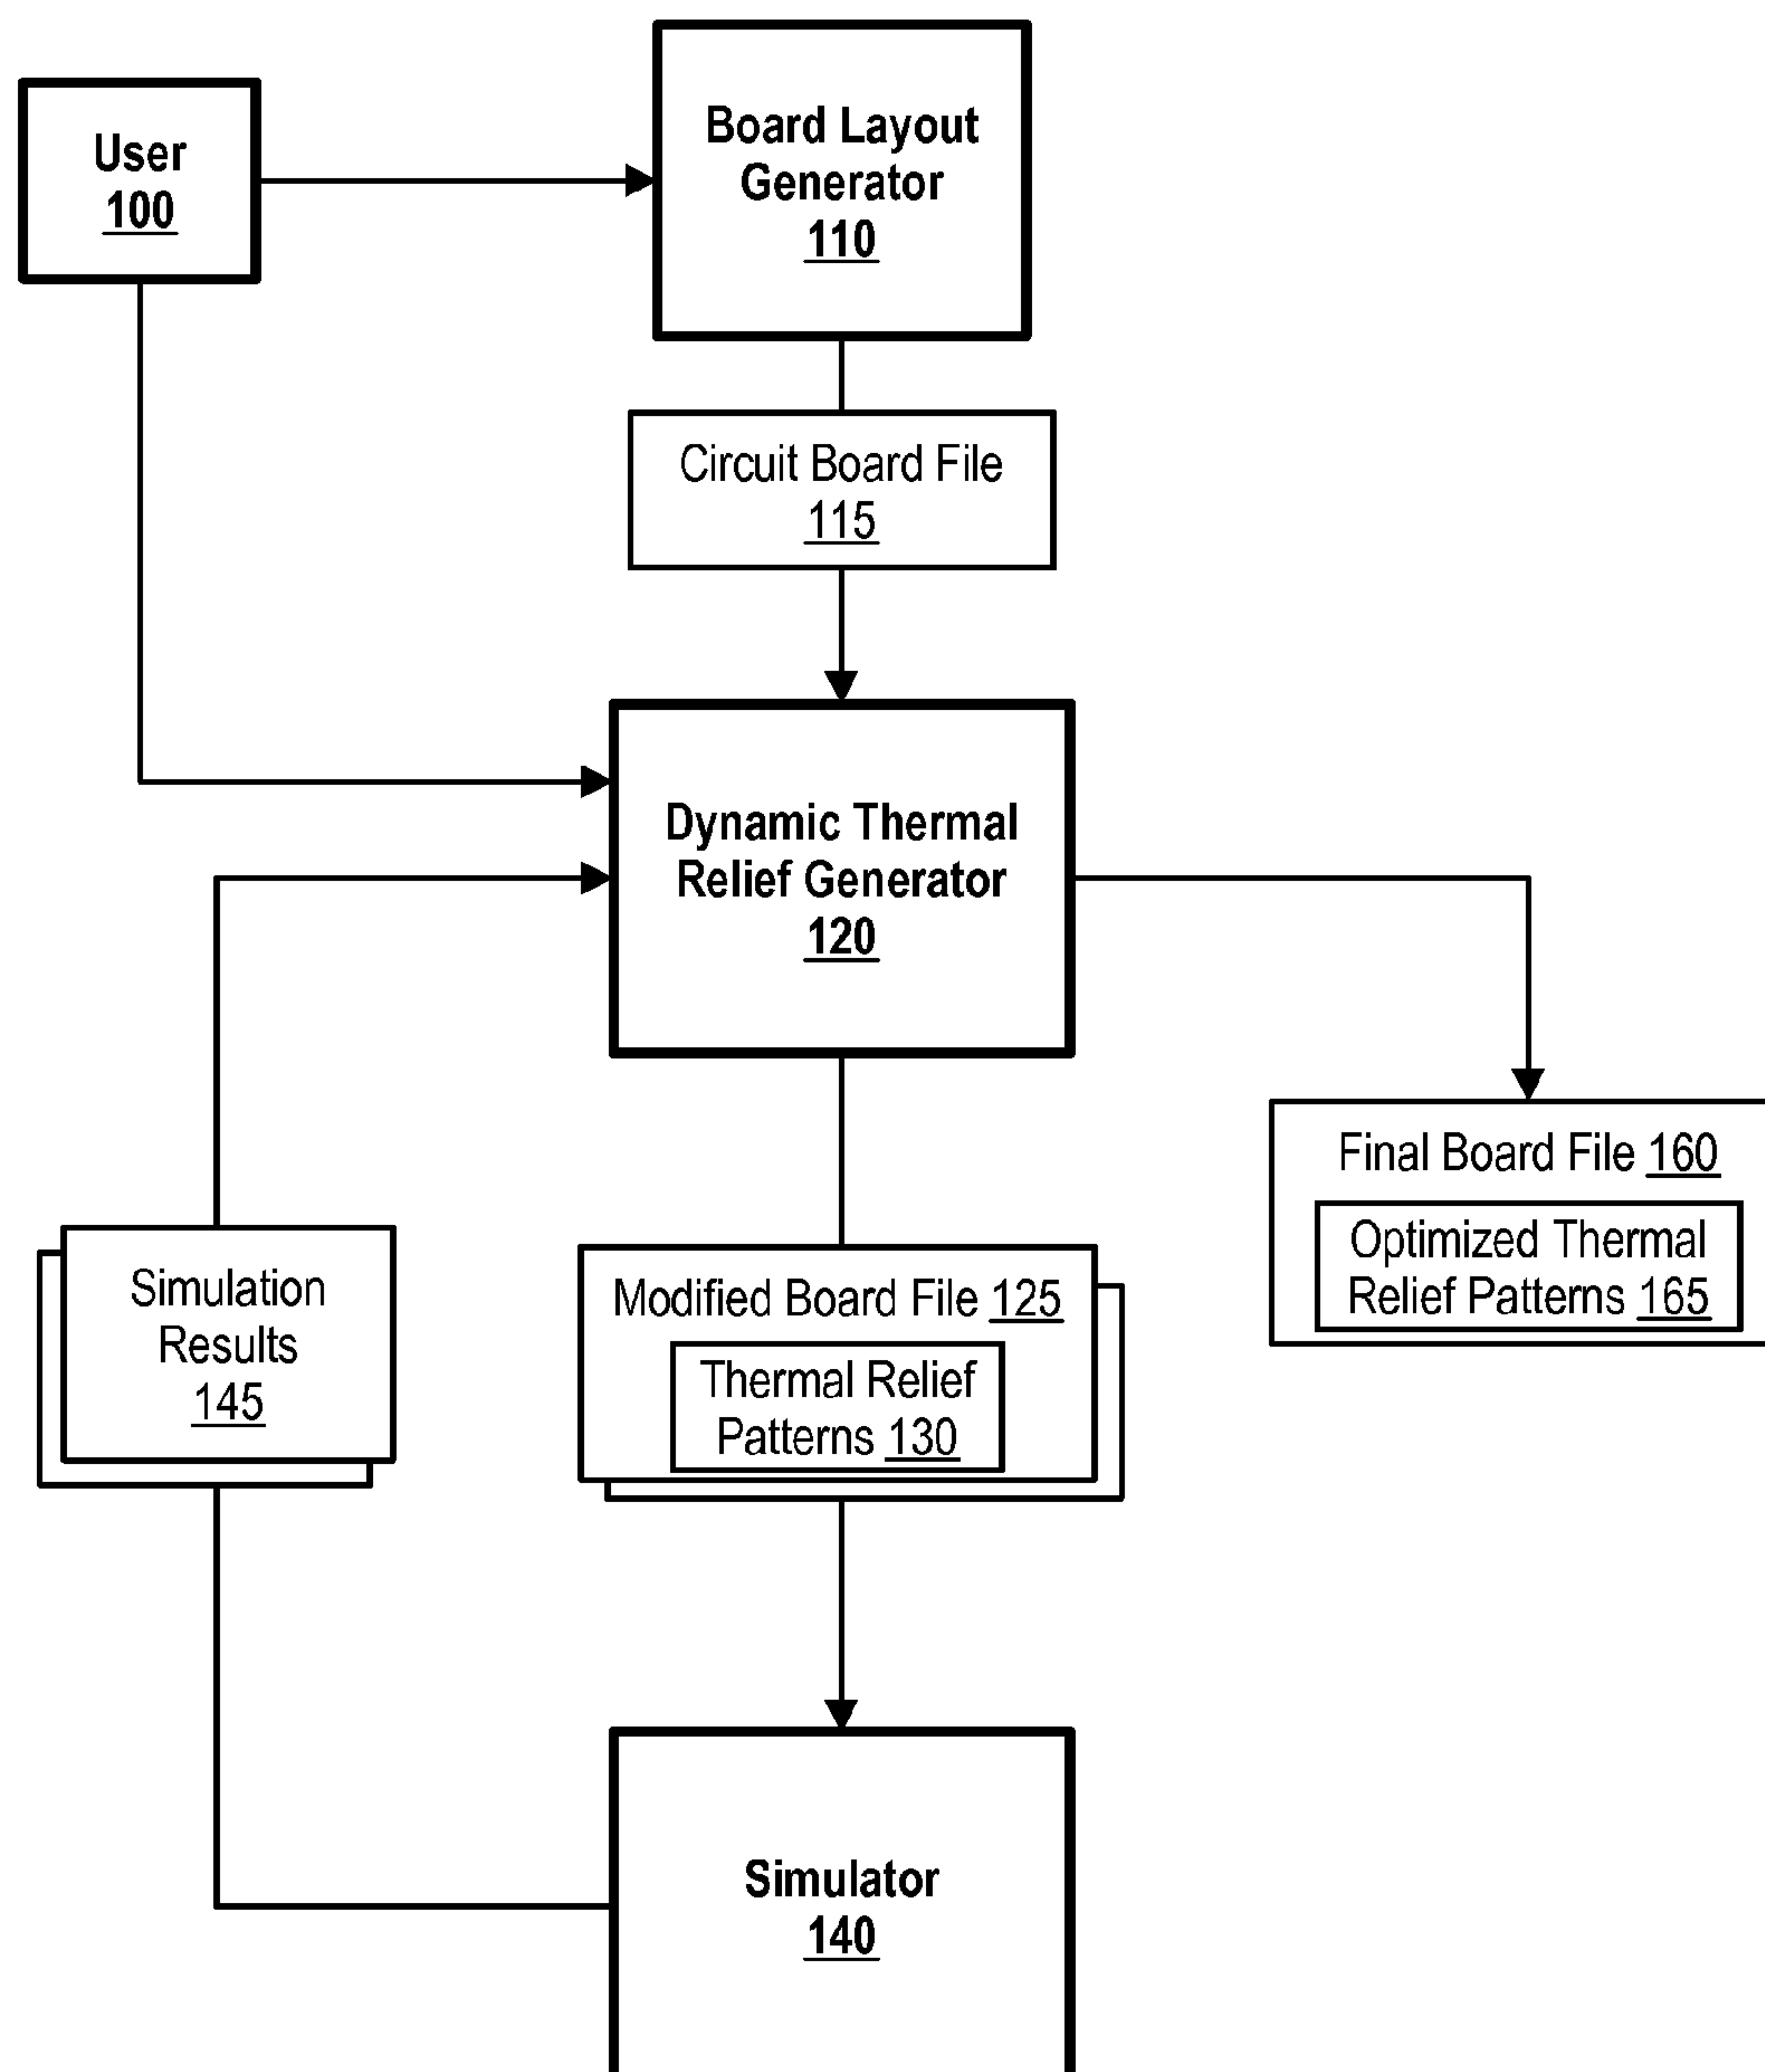 User
100
Board Layout
Generator
110
Circuit Board File
115
Dynamic Thermal
Relief Generator
120
Final Board File 160
Optimized Thermal
Relief Patterns 165
Simulation
Results
145
Modified Board File 125
Thermal Relief
Patterns 130
Simulator
140